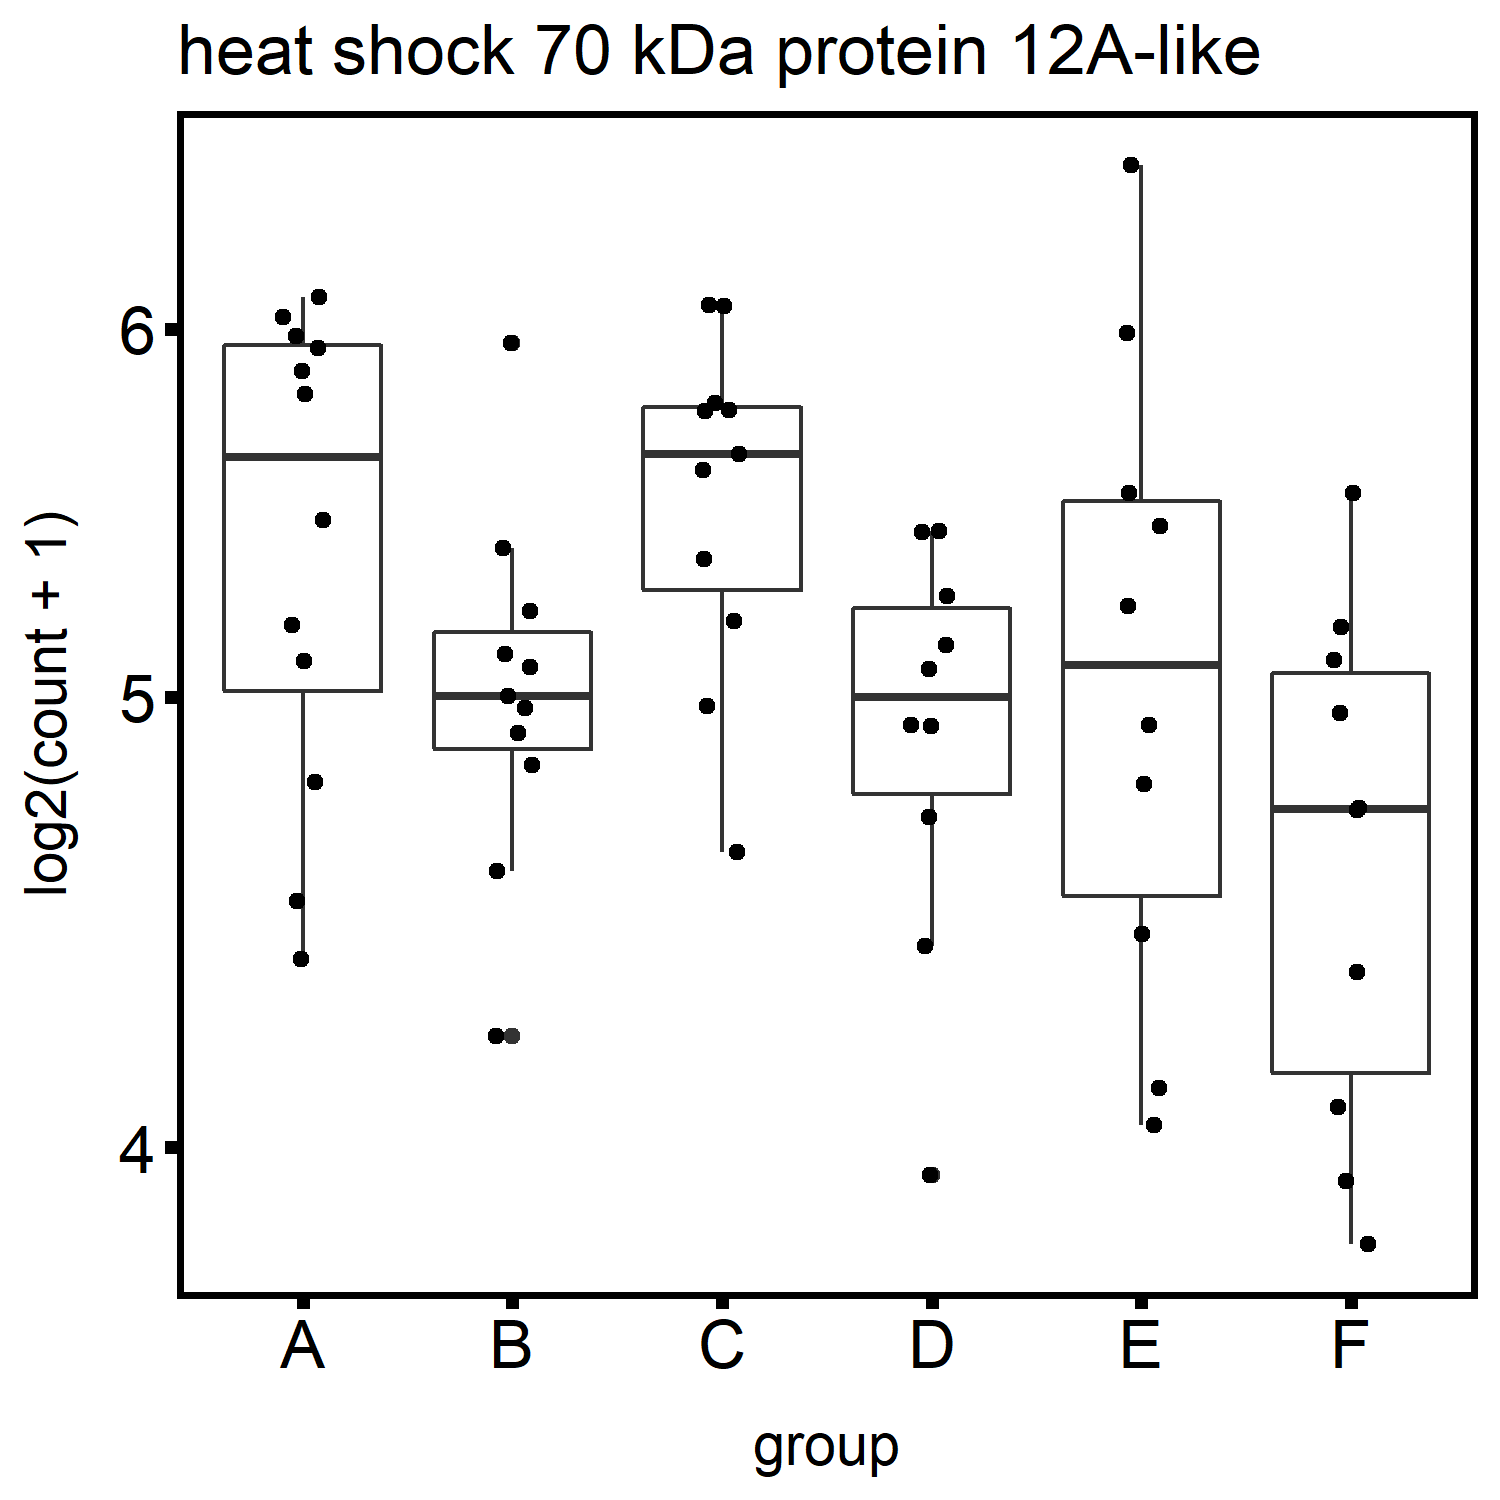 heat shock 70 kDa protein 12A-like
log2(count + 1)
6
5
4
A B C D E F
group